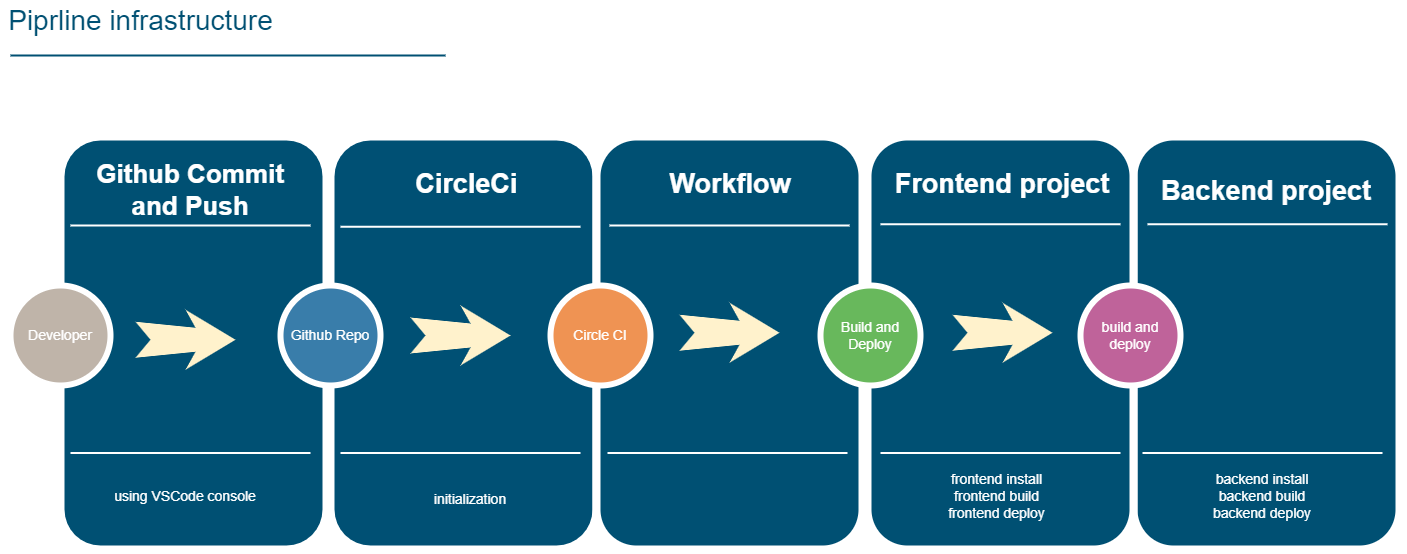 Piprline infrastructure
Github Commit
and Push
CircleCi
Workflow
Frontend project
Backend project
Developer
Github Repo
Circle CI
Build and
Deploy
build and
deploy
using VSCode console
initialization
frontend install
frontend build
frontend deploy
backend install
backend build
backend deploy